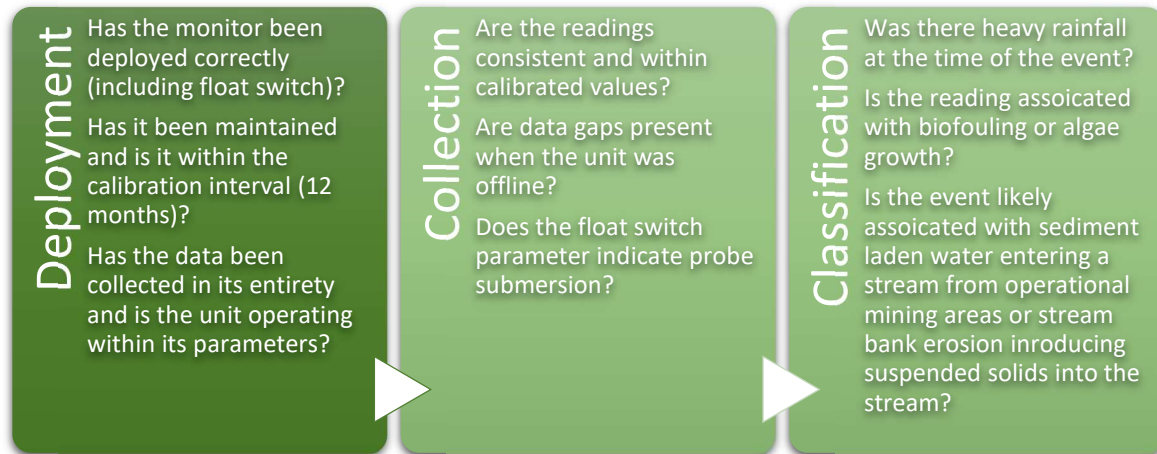 Deployment
Has the monitor been
deployed correctly
(including float switch)?
Has it been maintained
and is it within the
calibration interval (12
months)?
Has the data been
collected in its entirety
and is the unit operating
within its parameters?
Collection
Are the readings
consistent and within
calibrated values?
Are data gaps present
when the unit was
offline?
Does the float switch
parameter indicate probe
submersion?
Classification
Was there heavy rainfall
at the time of the event?
Is the reading assoicated
with biofouling or algae
growth?
Is the event likely
assoicated with sediment
laden water entering a
stream from operational
mining areas or stream
bank erosion inroducing
suspended solids into the
stream?